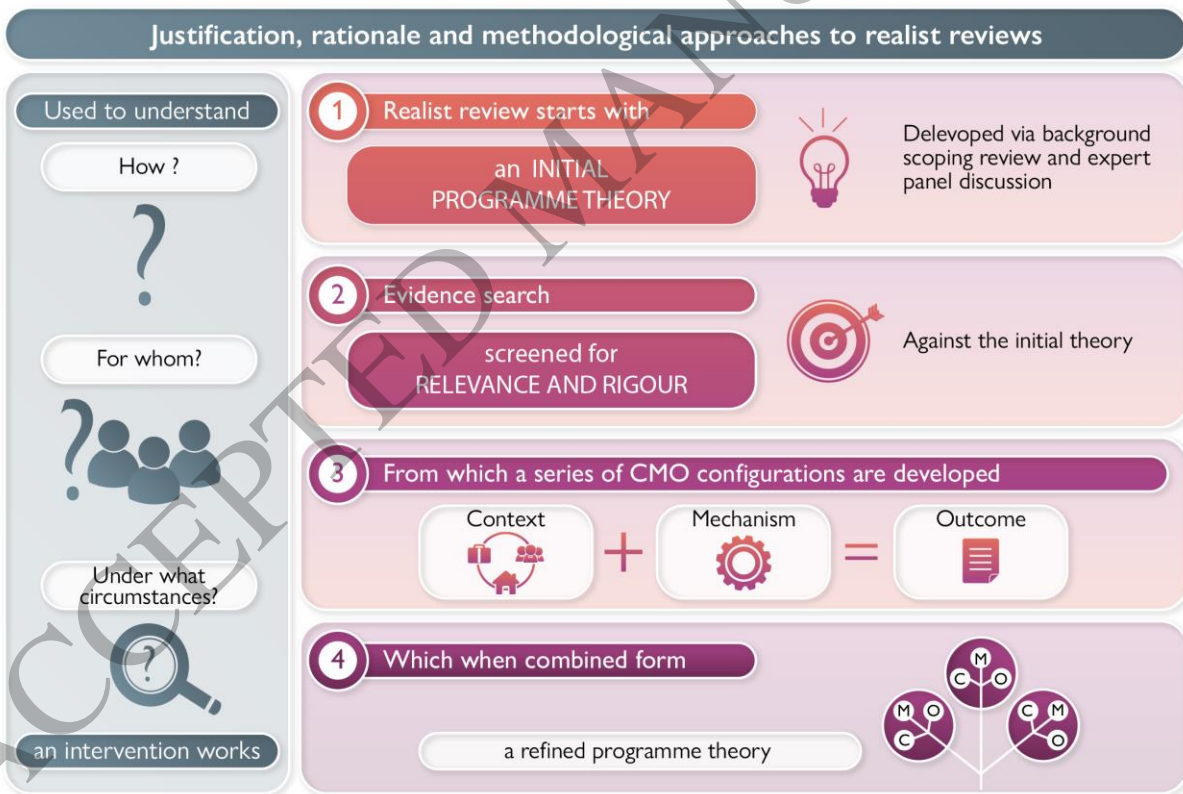 Justification, rationale and methodological approaches to realist reviews
Used to understand
How ?
?
For whom?
?
Under what
circumstances?
?
an intervention works
1
Realist review starts with
an INITIAL
PROGRAMME THEORY
Delevoped via background
scoping review and expert
panel discussion
2
Evidence search
screened for
RELEVANCE AND RIGOUR
Against the initial theory
3
From which a series of CMO configurations are developed
Context
+
Mechanism
=
Outcome
4
Which when combined form
a refined programme theory
M
C O
M O
C
C M
O
ACCEPTED MANU